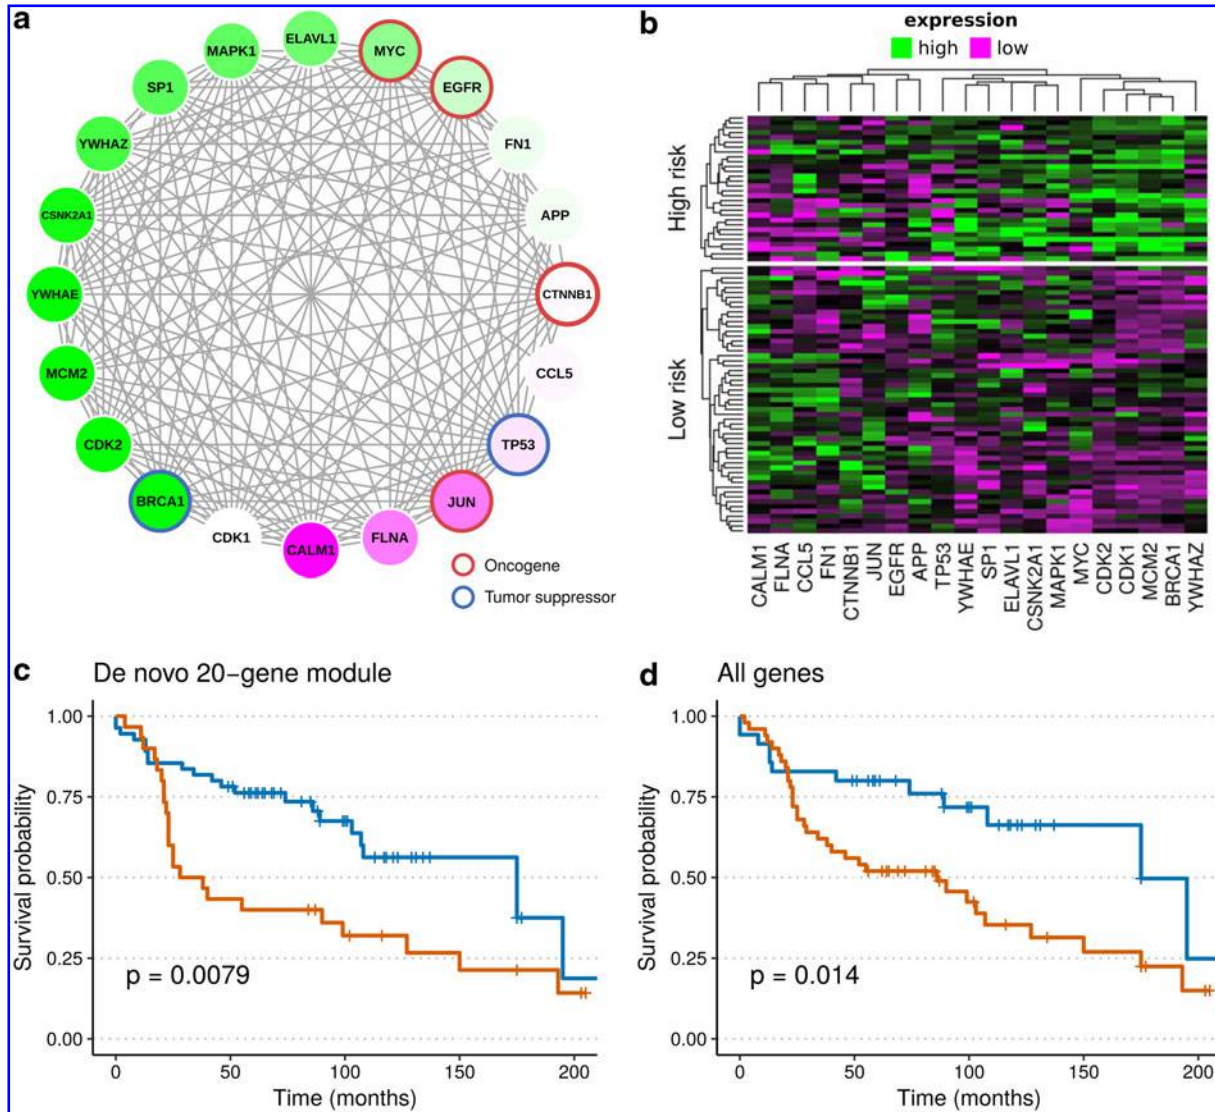 a
ELAVL1
MYC
MAPK1
EGFR
SP1
FN1
YWHAZ
APP
CSNK2A1
CTNNB1
YWHAE
CCL5
MCM2
TP53
CDK2
JUN
BRCA1
FLNA
CDK1
CALM1
Oncogene
Tumor suppressor
b
expression
high low
High risk
Low risk
CALM1
FLNA
CCL5
FN1
CTNNB1
JUN
EGFR
APP
TP53
YWHAE
SP1
ELAVL1
CSNK2A1
MAPK1
MYC
CDK2
CDK1
MCM2
BRCA1
YWHAZ
c De novo 20-gene module
Survival probability
1.00
0.75
0.50
0.25
0.00
p = 0.0079
0 50 100 150 200
Time (months)
d All genes
Survival probability
1.00
0.75
0.50
0.25
0.00
p = 0.014
0 50 100 150 200
Time (months)